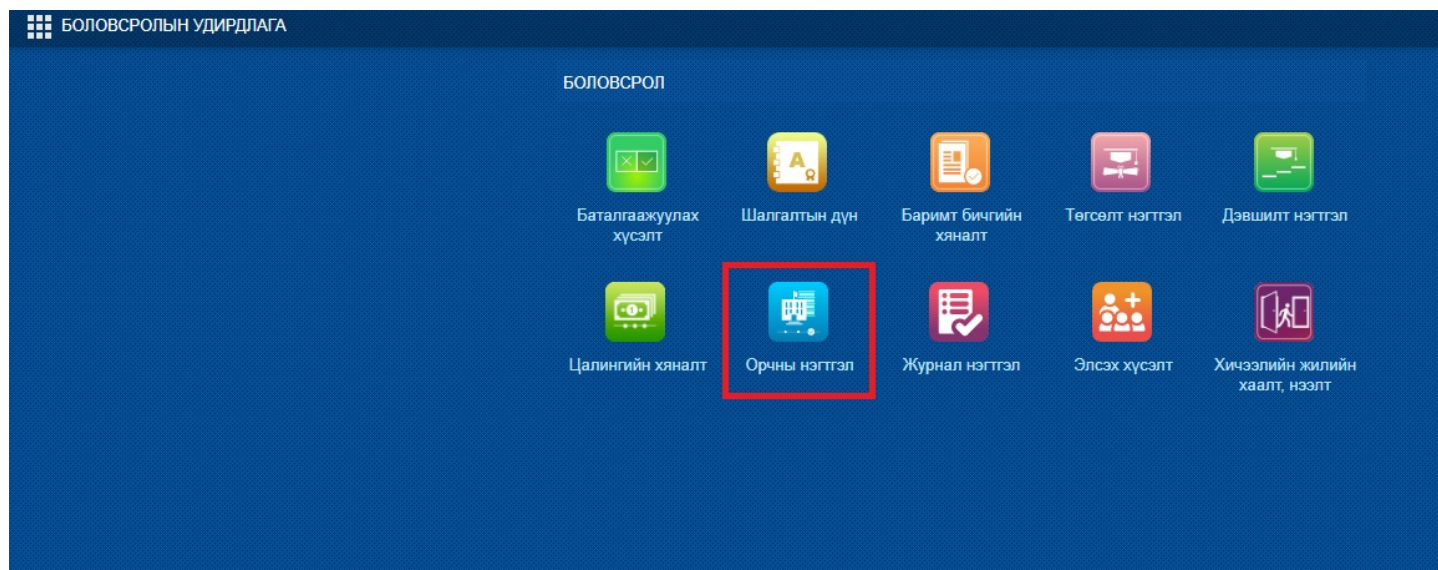 БОЛОВСРОЛЫН УДИРДЛАГА
БОЛОВСРОЛ
Баталгаажуулах
хүсэлт
Шалгалтын дүн
Баримт бичгийн
хяналт
Төгсөлт нэгтгэл
Дэвшилт нэгтгэл
Цалингийн хяналт
Орчны нэгтгэл
Журнал нэгтгэл
Элсэх хүсэлт
Хичээлийн жилийн
хаалт, нээлт